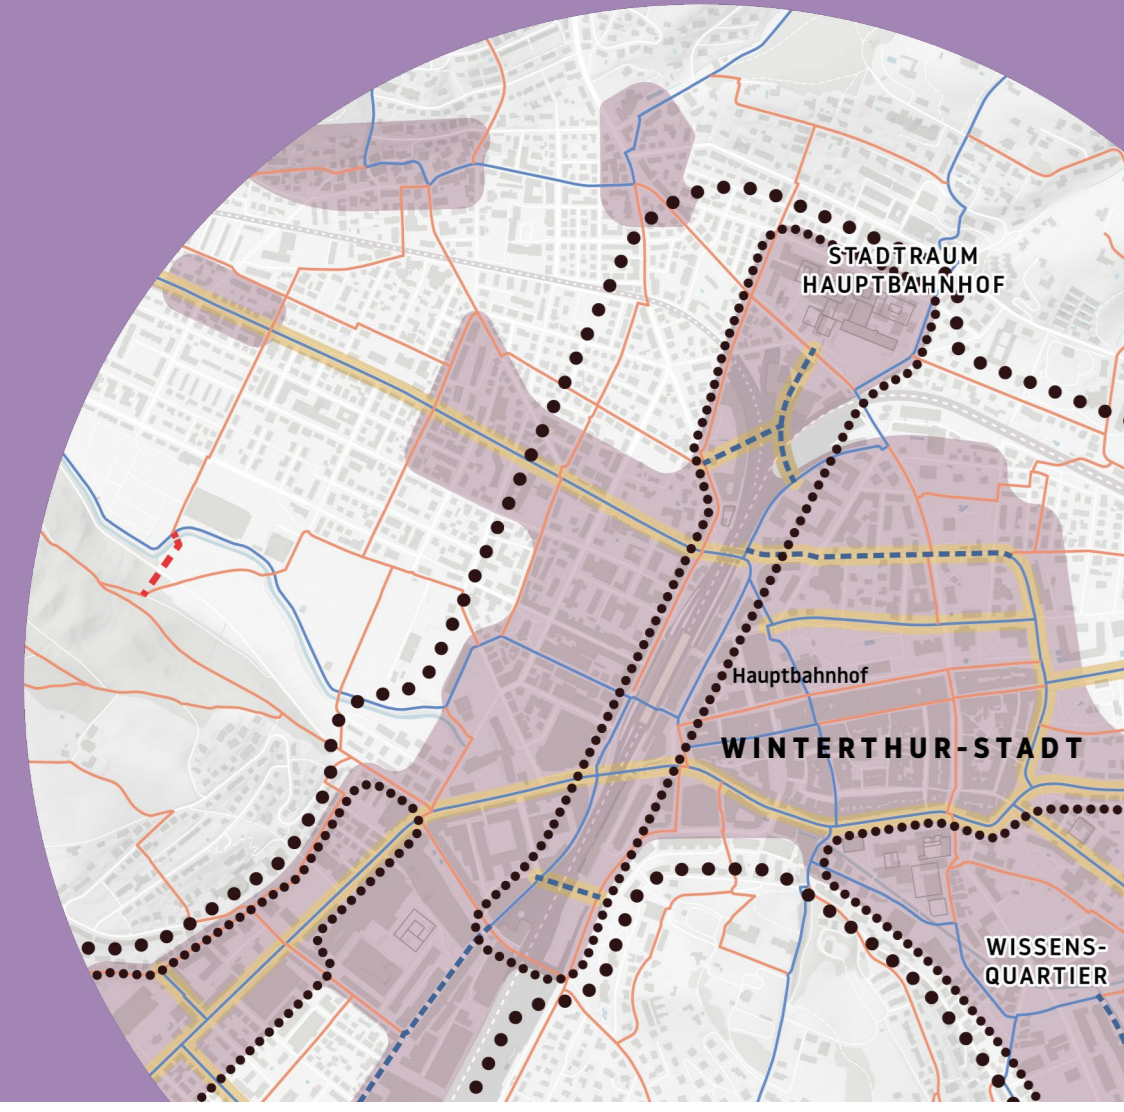 STADTRAUM
HAUPTBAHNHOF
Hauptbahnhof
WINTERTHUR-STADT
WISSENS-
QUARTIER